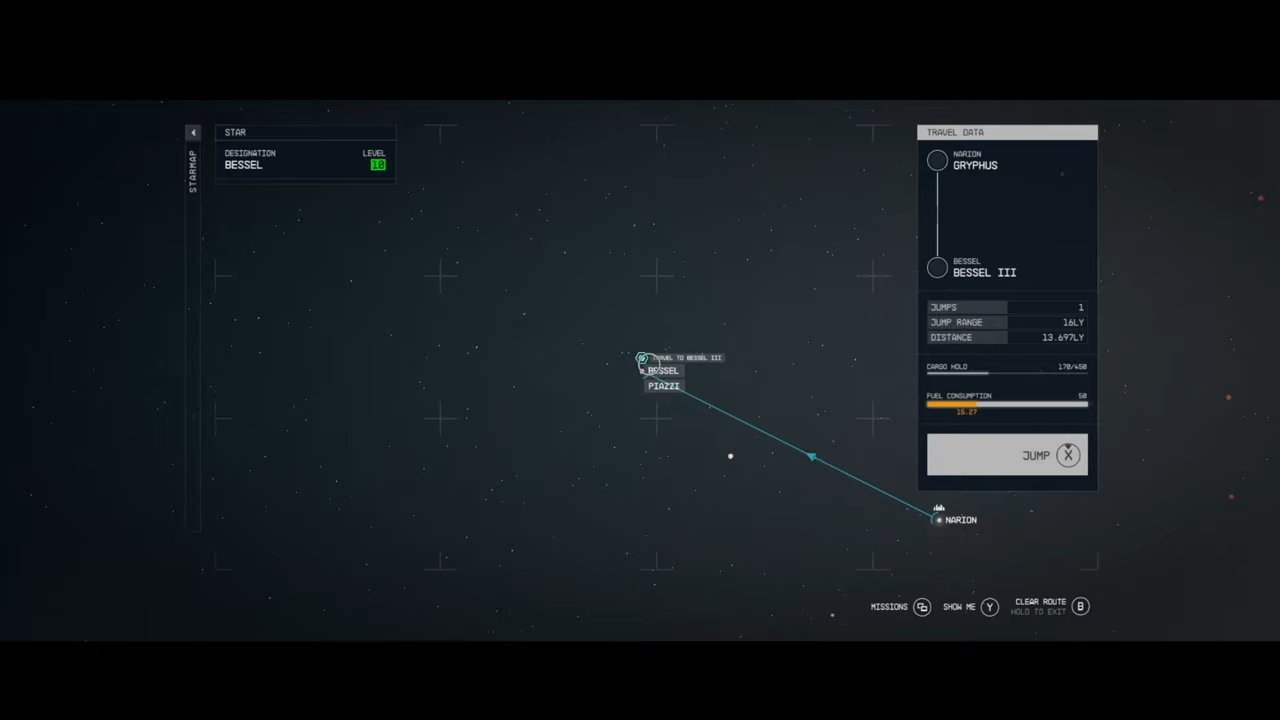 STARMAP
STAR
DESIGNATION LEVEL
BESSEL 10
TRAVEL TO BESSEL III
BESSEL
PIAZZI
NARION
TRAVEL DATA
NARION
GRYPHUS
BESSEL
BESSEL III
JUMPS 1
JUMP RANGE 16LY
DISTANCE 13.697LY
CARGO HOLD 170/450
FUEL CONSUMPTION 50
15.27
JUMP X
MISSIONS SHOW ME Y CLEAR ROUTE B
HOLD TO EXIT